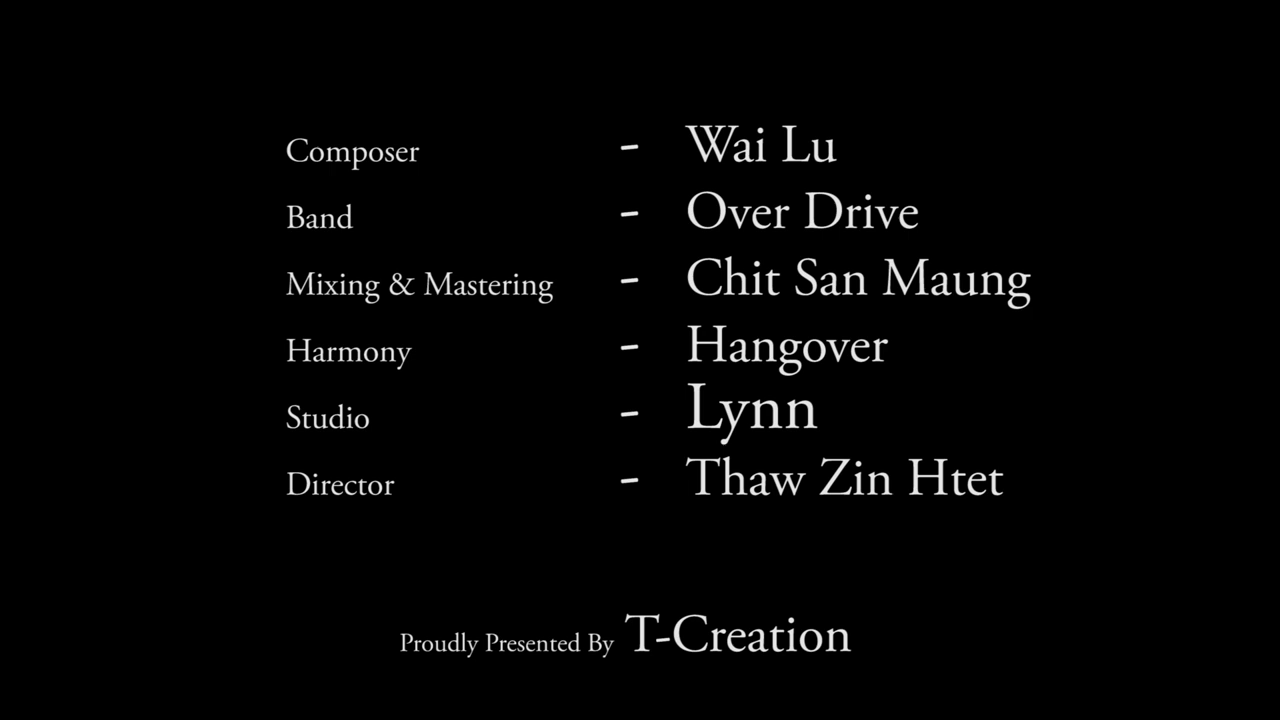 Composer - Wai Lu
Band - Over Drive
Mixing & Mastering - Chit San Maung
Harmony - Hangover
Studio - Lynn
Director - Thaw Zin Htet
Proudly Presented By T-Creation